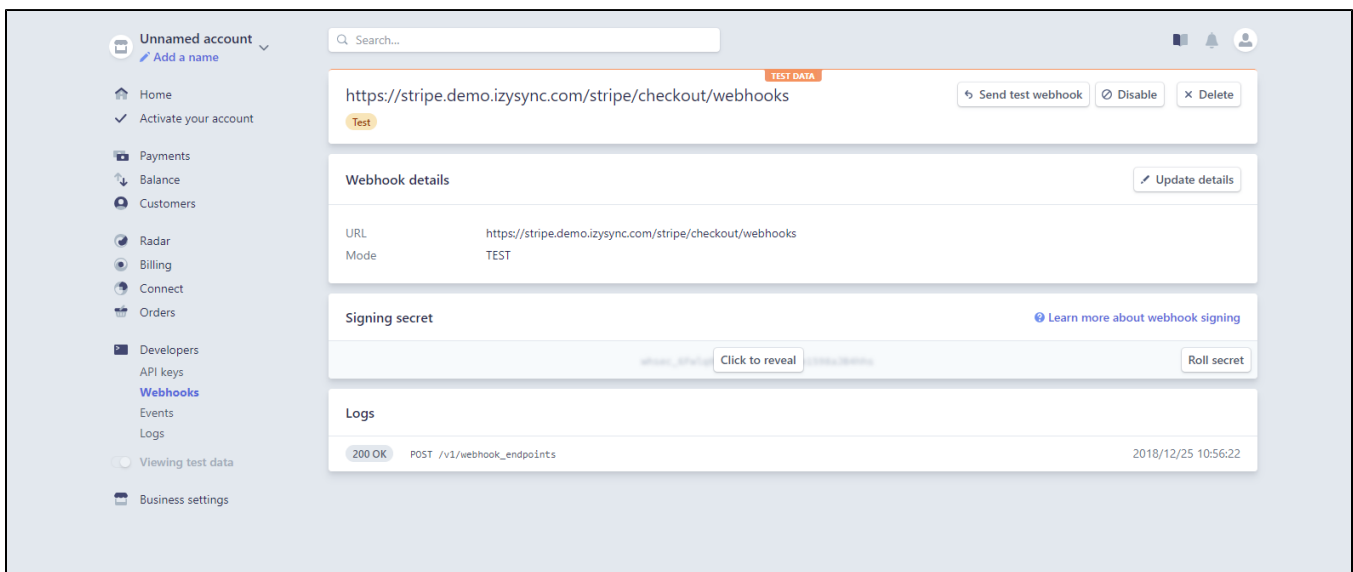 Unnamed account
Add a name
Search...
Home
Activate your account
Payments
Balance
Customers
Radar
Billing
Connect
Orders
Developers
API keys
Webhooks
Events
Logs
Viewing test data
Business settings
TEST DATA
https://stripe.demo.izysync.com/stripe/checkout/webhooks
Send test webhook
Disable
Delete
Test
Webhook details
Update details
URL https://stripe.demo.izysync.com/stripe/checkout/webhooks
Mode TEST
Signing secret
Learn more about webhook signing
Click to reveal
Roll secret
Logs
200 OK POST /v1/webhook_endpoints 2018/12/25 10:56:22